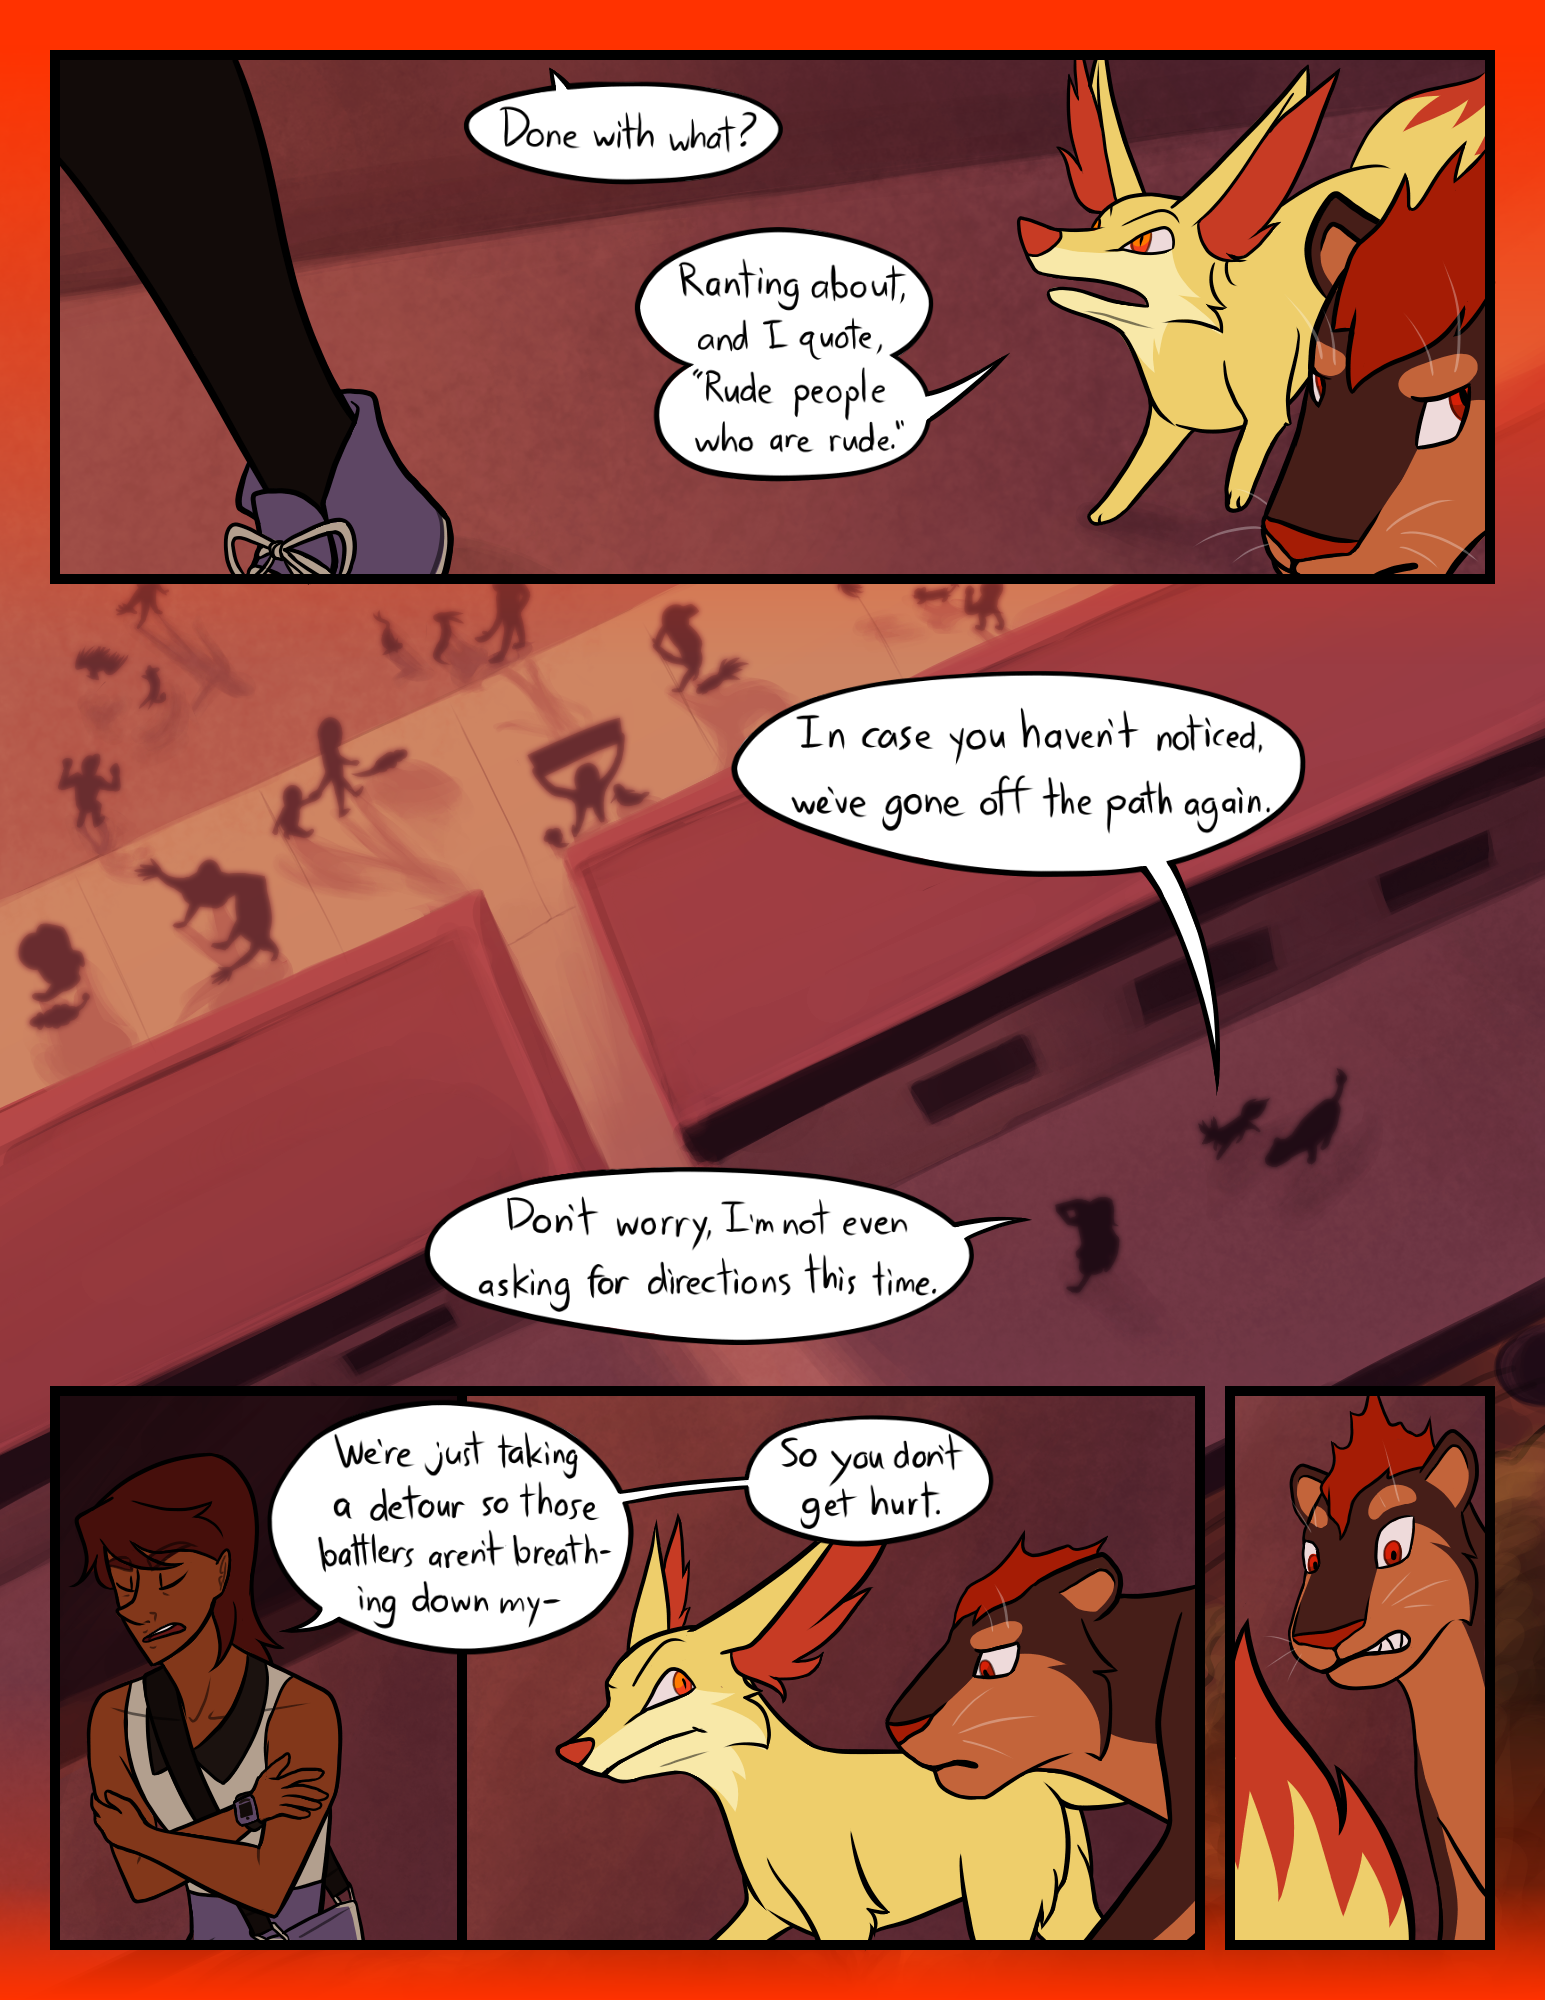 Done with what?
Ranting about,
and I quote,
"Rude people
who are rude."
In case you haven't noticed,
we've gone off the path again.
Don't worry, I'm not even
asking for directions this time.
We're just taking
a detour so those
battlers aren't breath-
ing down my-
So you don't
get hurt.